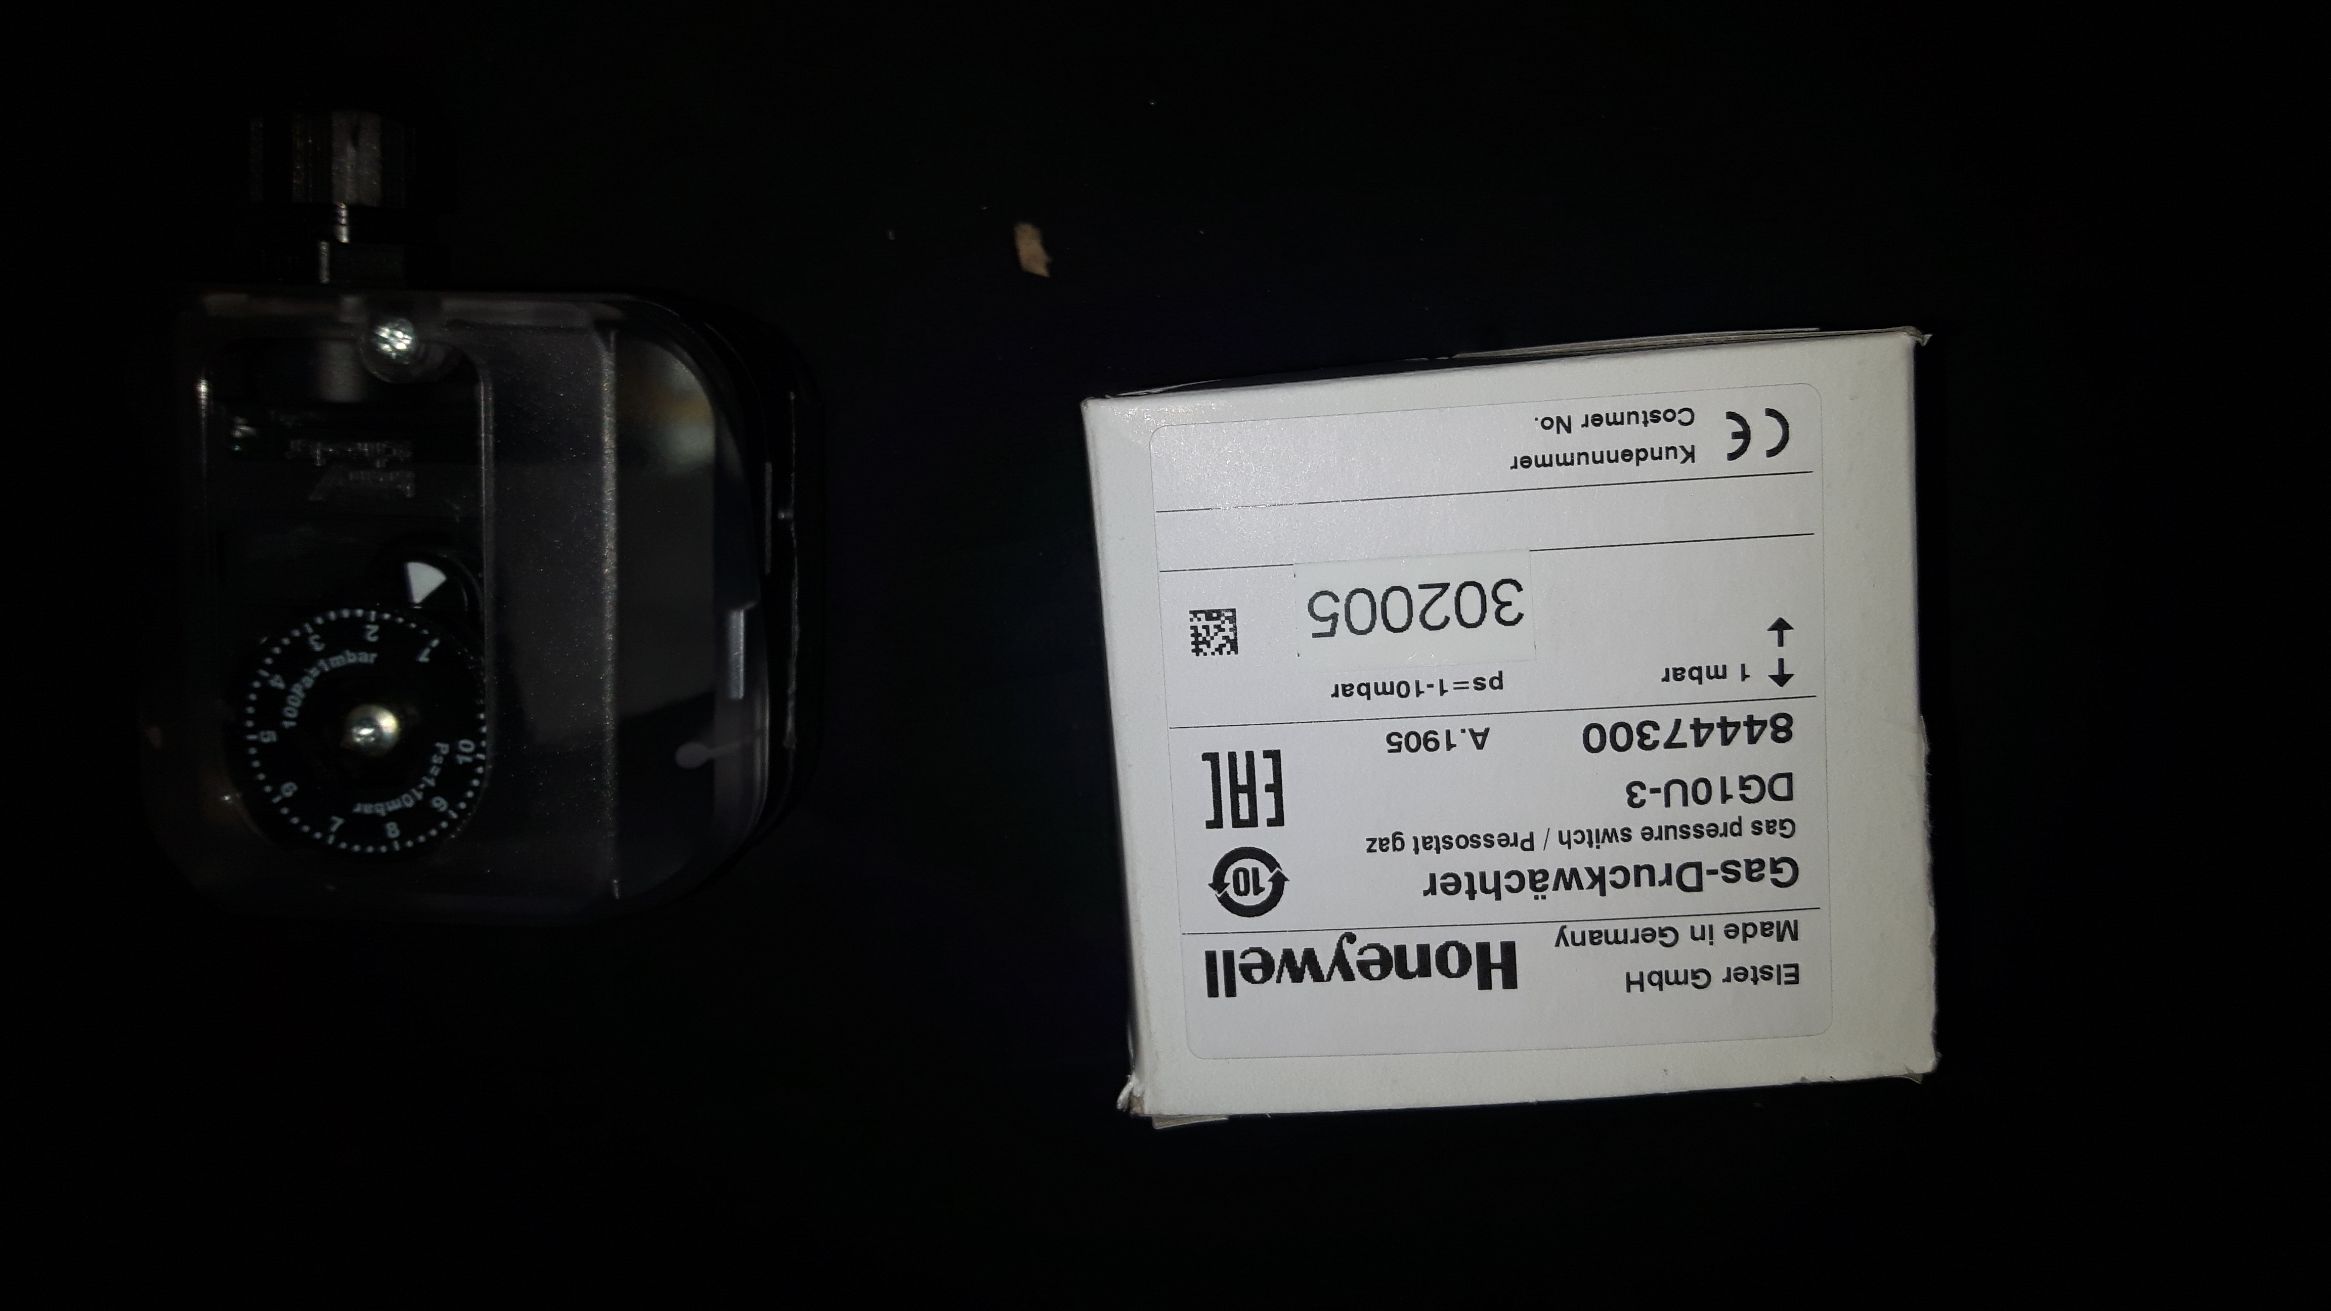 Elster GmbH
Made in Germany
Honeywell
Gas-Druckwächter
Gas pressure switch / Pressostat gaz
DG10U-3
84447300
A.1905
10
EAC
1 mbar
ps=1-10mbar
302005
Kundennummer
Costumer No.
CE
Ps=1-10mbar
100Pa=1mbar
1
2
3
4
5
6
7
8
9
10